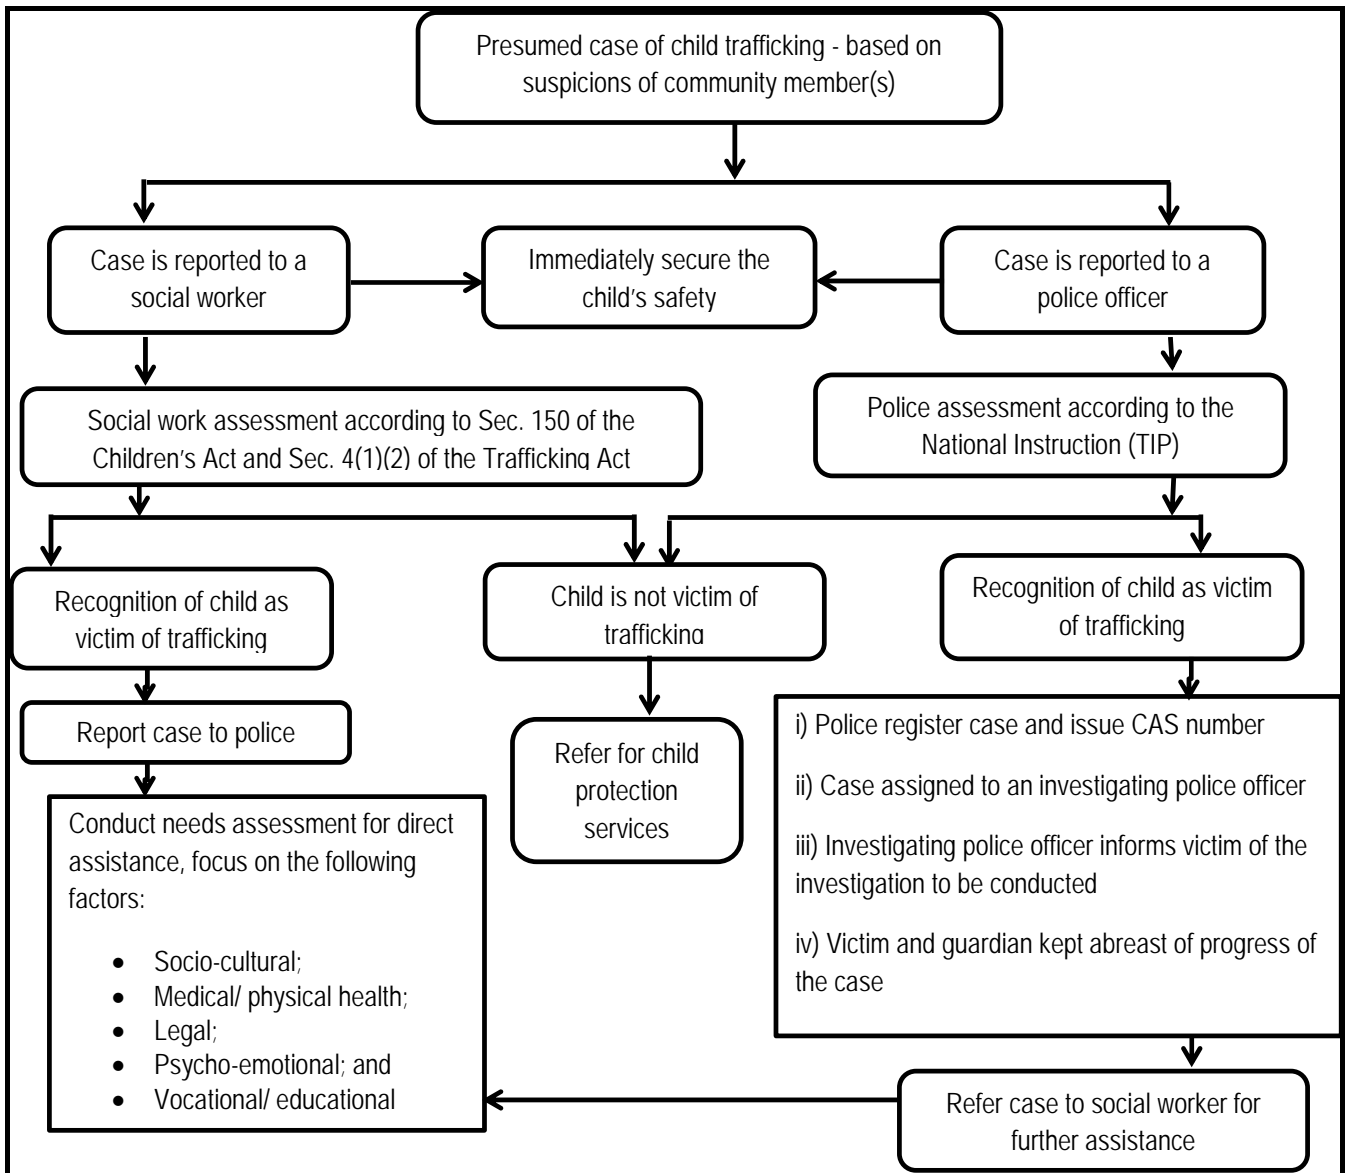 Presumed case of child trafficking - based on
suspicions of community member(s)
Case is reported to a
social worker
Immediately secure the
child's safety
Case is reported to a
police officer
Social work assessment according to Sec. 150 of the
Children's Act and Sec. 4(1)(2) of the Trafficking Act
Police assessment according to the
National Instruction (TIP)
Recognition of child as
victim of trafficking
Child is not victim of
trafficking
Recognition of child as victim
of trafficking
Report case to police
Refer for child
protection
services
i) Police register case and issue CAS number
ii) Case assigned to an investigating police officer
iii) Investigating police officer informs victim of the
investigation to be conducted
iv) Victim and guardian kept abreast of progress of
the case
Conduct needs assessment for direct
assistance, focus on the following
factors:
• Socio-cultural;
• Medical/ physical health;
• Legal;
• Psycho-emotional; and
• Vocational/ educational
Refer case to social worker for
further assistance